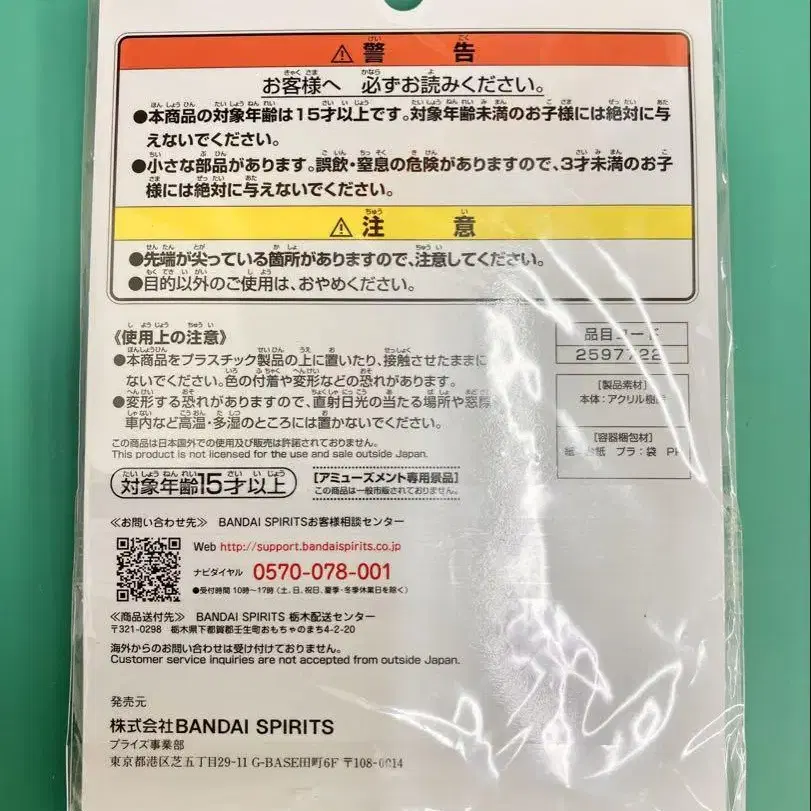 ⚠警告
お客様へ 必ずお読みください。
●本商品の対象年齢は15才以上です。対象年齢未満のお子様には絶対に与
えないでください。
●小さな部品があります。誤飲・窒息の危険がありますので、3才未満のお子
様には絶対に与えないでください。
⚠注意
●先端が尖っている箇所がありますので、注意してください。
●目的以外のご使用は、おやめください。
《使用上の注意》
●本商品をプラスチック製品の上に置いたり、接触させたままに
ないでください。色の付着や変形などの恐れがあります。
●変形する恐れがありますので、直射日光の当たる場所や窓際
車内など高温・多湿のところには置かないでください。
この商品は日本国外での使用及び販売は許諾されておりません。
This product is not licensed for the use and sale outside Japan.
対象年齢15才以上
【アミューズメント専用景品】
この商品は一般市販されておりません。
品目コード
2597722
[製品素材]
本体:アクリル樹脂
[容器梱包材]
紙:台紙 プラ:袋 P
≪お問い合わせ先≫ BANDAI SPIRITSお客様相談センター
Web http://support.bandaispirits.co.jp
ナビダイヤル 0570-078-001
●受付時間 10時~17時(土、日、祝日、夏季・冬季休業日を除く)
≪商品送付先≫ BANDAI SPIRITS 栃木配送センター
〒321-0298 栃木県下都賀郡壬生町おもちゃのまち4-2-20
海外からのお問い合わせは受け付けておりません。
Customer service inquiries are not accepted from outside Japan.
発売元
株式会社BANDAI SPIRITS
プライズ事業部
東京都港区芝五丁目29-11 G-BASE田町6F 〒108-0014